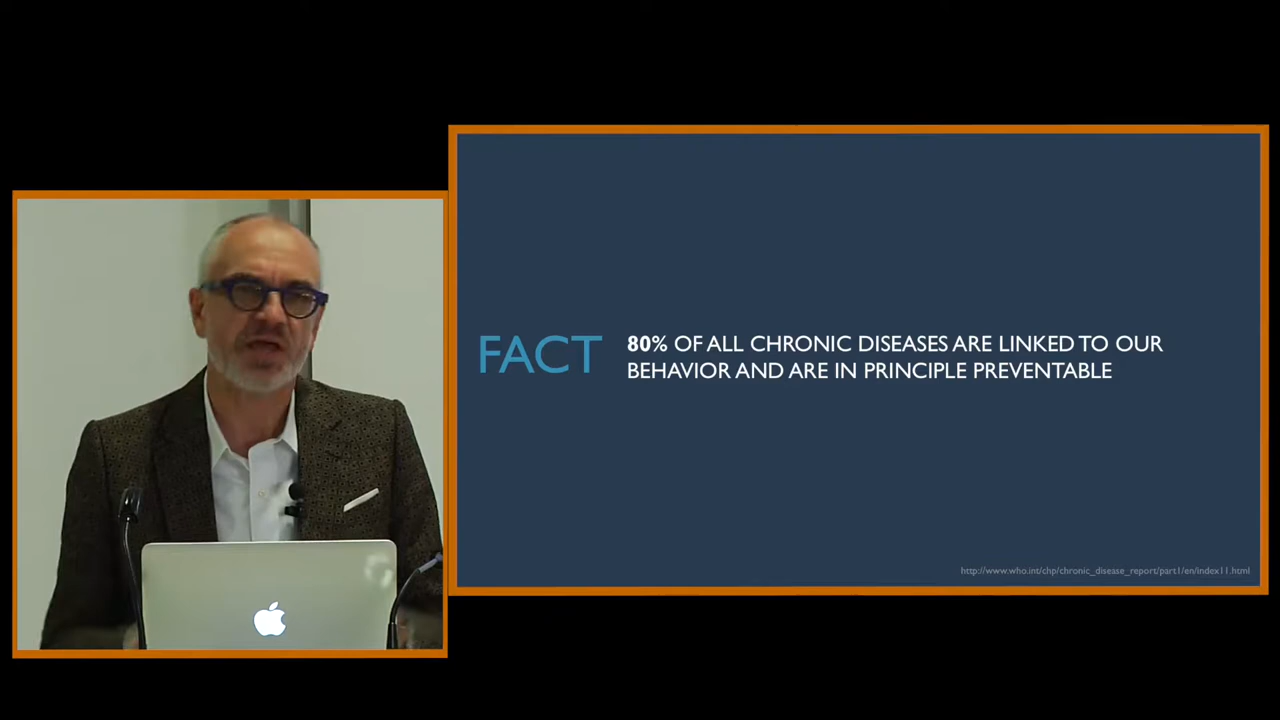 FACT
80% OF ALL CHRONIC DISEASES ARE LINKED TO OUR
BEHAVIOR AND ARE IN PRINCIPLE PREVENTABLE
http://www.who.int/chp/chronic_disease_report/part1/en/index11.html